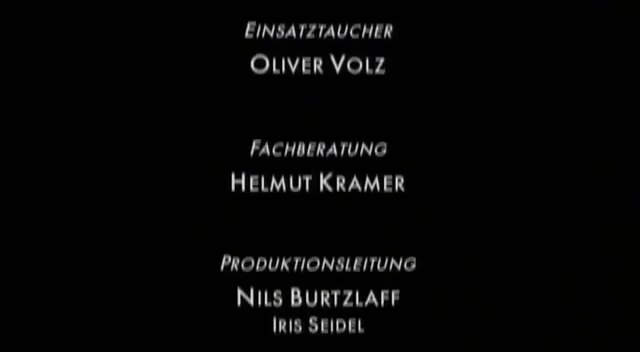 EINSATZTAUCHER
OLIVER VOLZ
FACHBERATUNG
HELMUT KRAMER
PRODUKTIONSLEITUNG
NILS BURTZLAFF
IRIS SEIDEL